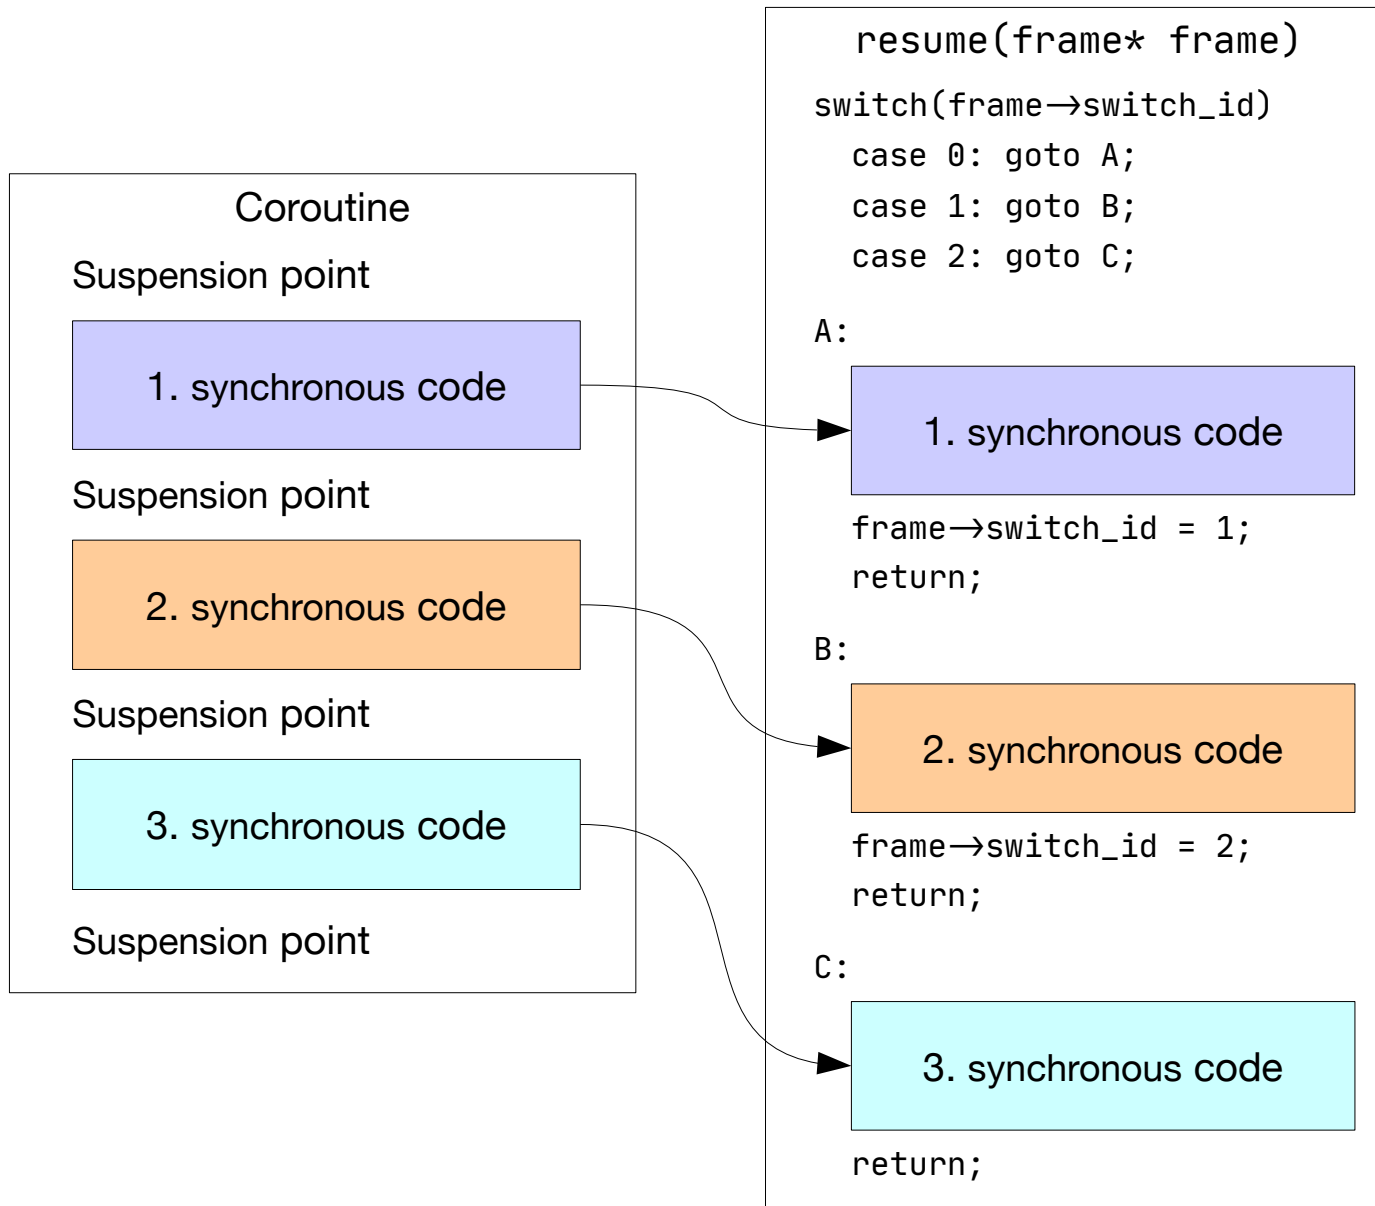 Coroutine
Suspension point
1. synchronous code
Suspension point
2. synchronous code
Suspension point
3. synchronous code
Suspension point
resume(frame* frame)
switch(frame->switch_id)
case 0: goto A;
case 1: goto B;
case 2: goto C;
A:
1. synchronous code
frame->switch_id = 1;
return;
B:
2. synchronous code
frame->switch_id = 2;
return;
C:
3. synchronous code
return;